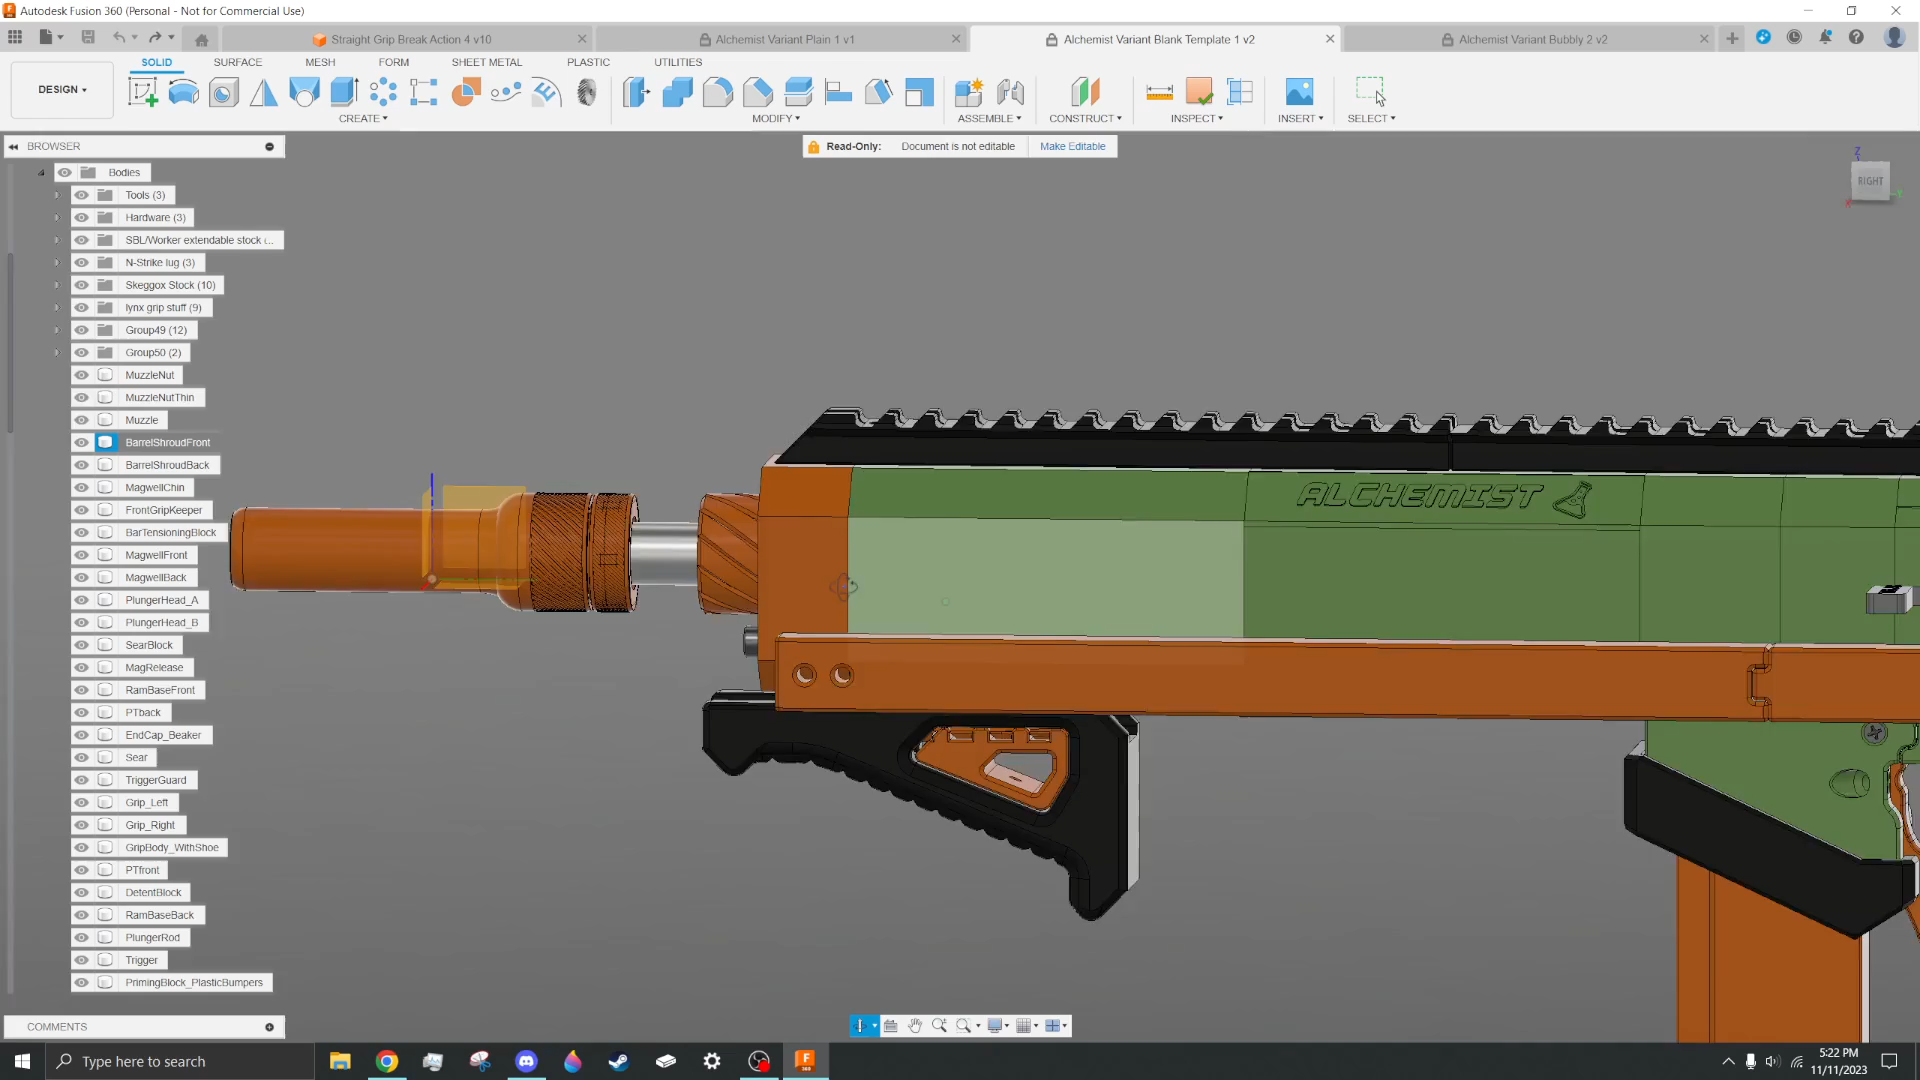 Autodesk Fusion 360 (Personal - Not for Commercial Use)
Straight Grip Break Action 4 v10
Alchemist Variant Plain 1 v1
Alchemist Variant Blank Template 1 v2
Alchemist Variant Bubbly 2 v2
SOLID SURFACE MESH FORM SHEET METAL PLASTIC UTILITIES
DESIGN
CREATE MODIFY ASSEMBLE CONSTRUCT INSPECT INSERT SELECT
BROWSER
Read-Only: Document is not editable Make Editable
Z
RIGHT
X Y
Bodies
Tools (3)
Hardware (3)
SBL/Worker extendable stock (...
N-Strike lug (3)
Skeggox Stock (10)
lynx grip stuff (9)
Group49 (12)
Group50 (2)
MuzzleNut
MuzzleNutThin
Muzzle
BarrelShroudFront
BarrelShroudBack
MagwellChin
FrontGripKeeper
BarTensioningBlock
MagwellFront
MagwellBack
PlungerHead_A
PlungerHead_B
SearBlock
MagRelease
RamBaseFront
PTback
EndCap_Beaker
Sear
TriggerGuard
Grip_Left
Grip_Right
GripBody_WithShoe
PTfront
DetentBlock
RamBaseBack
PlungerRod
Trigger
PrimingBlock_PlasticBumpers
ALCHEMIST
COMMENTS
Type here to search
F
360
5:22 PM
11/11/2023